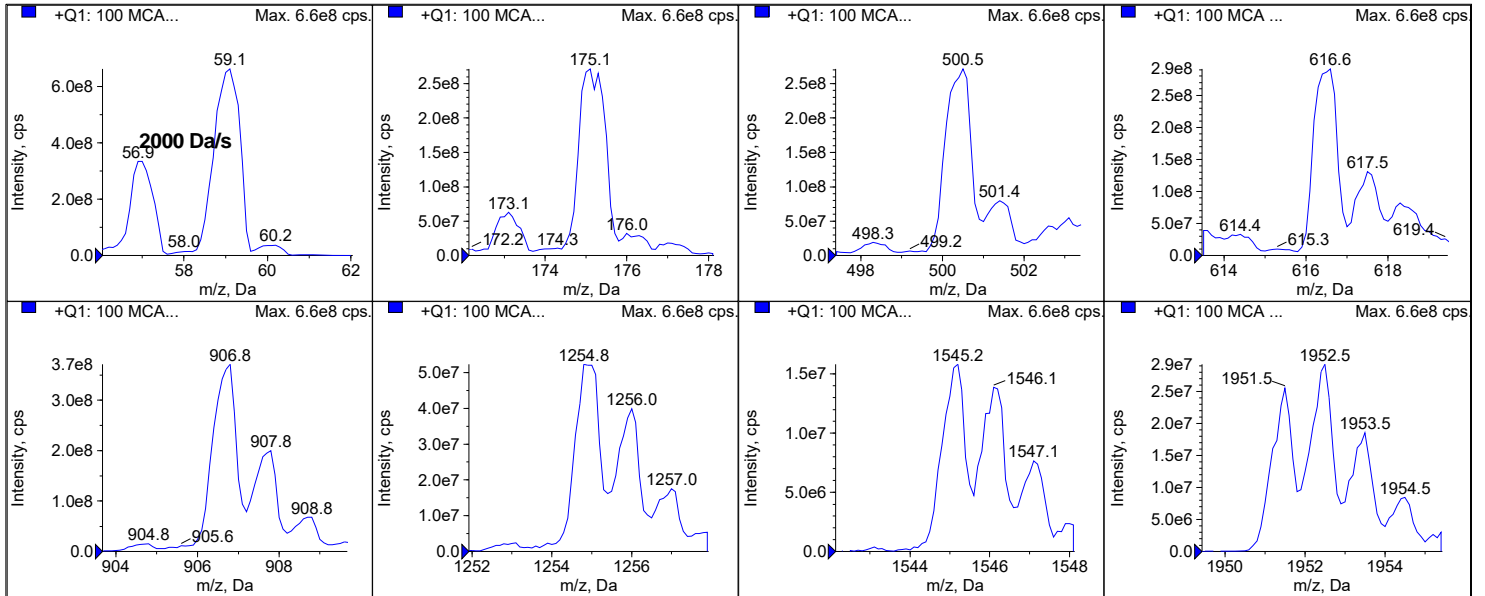 +Q1: 100 MCA... Max. 6.6e8 cps.
59.1
6.0e8
2000 Da/s
4.0e8
56.9
2.0e8
58.0
60.2
0.0
58 60 62
m/z, Da
Intensity, cps
+Q1: 100 MCA ... Max. 6.6e8 cps.
175.1
2.5e8
2.0e8
1.5e8
1.0e8
173.1
5.0e7
176.0
172.2
174.3
0.0
174 176 178
m/z, Da
Intensity, cps
+Q1: 100 MCA... Max. 6.6e8 cps.
500.5
2.5e8
2.0e8
1.5e8
1.0e8
501.4
5.0e7
498.3
499.2
0.0
498 500 502
m/z, Da
Intensity, cps
+Q1: 100 MCA ... Max. 6.6e8 cps.
616.6
2.9e8
2.5e8
2.0e8
1.5e8
617.5
1.0e8
5.0e7
614.4
615.3
619.4
0.0
614 616 618
m/z, Da
Intensity, cps
+Q1: 100 MCA... Max. 6.6e8 cps.
906.8
3.7e8
3.0e8
2.0e8
907.8
1.0e8
908.8
904.8
905.6
0.0
904 906 908
m/z, Da
Intensity, cps
+Q1: 100 MCA... Max. 6.6e8 cps.
1254.8
5.0e7
4.0e7
1256.0
3.0e7
2.0e7
1257.0
1.0e7
0.0
1252 1254 1256
m/z, Da
Intensity, cps
+Q1: 100 MCA... Max. 6.6e8 cps.
1545.2
1.5e7
1546.1
1.0e7
1547.1
5.0e6
0.0
1544 1546 1548
m/z, Da
Intensity, cps
+Q1: 100 MCA ... Max. 6.6e8 cps.
1952.5
2.9e7
1951.5
2.5e7
2.0e7
1953.5
1.5e7
1.0e7
1954.5
5.0e6
0.0
1950 1952 1954
m/z, Da
Intensity, cps